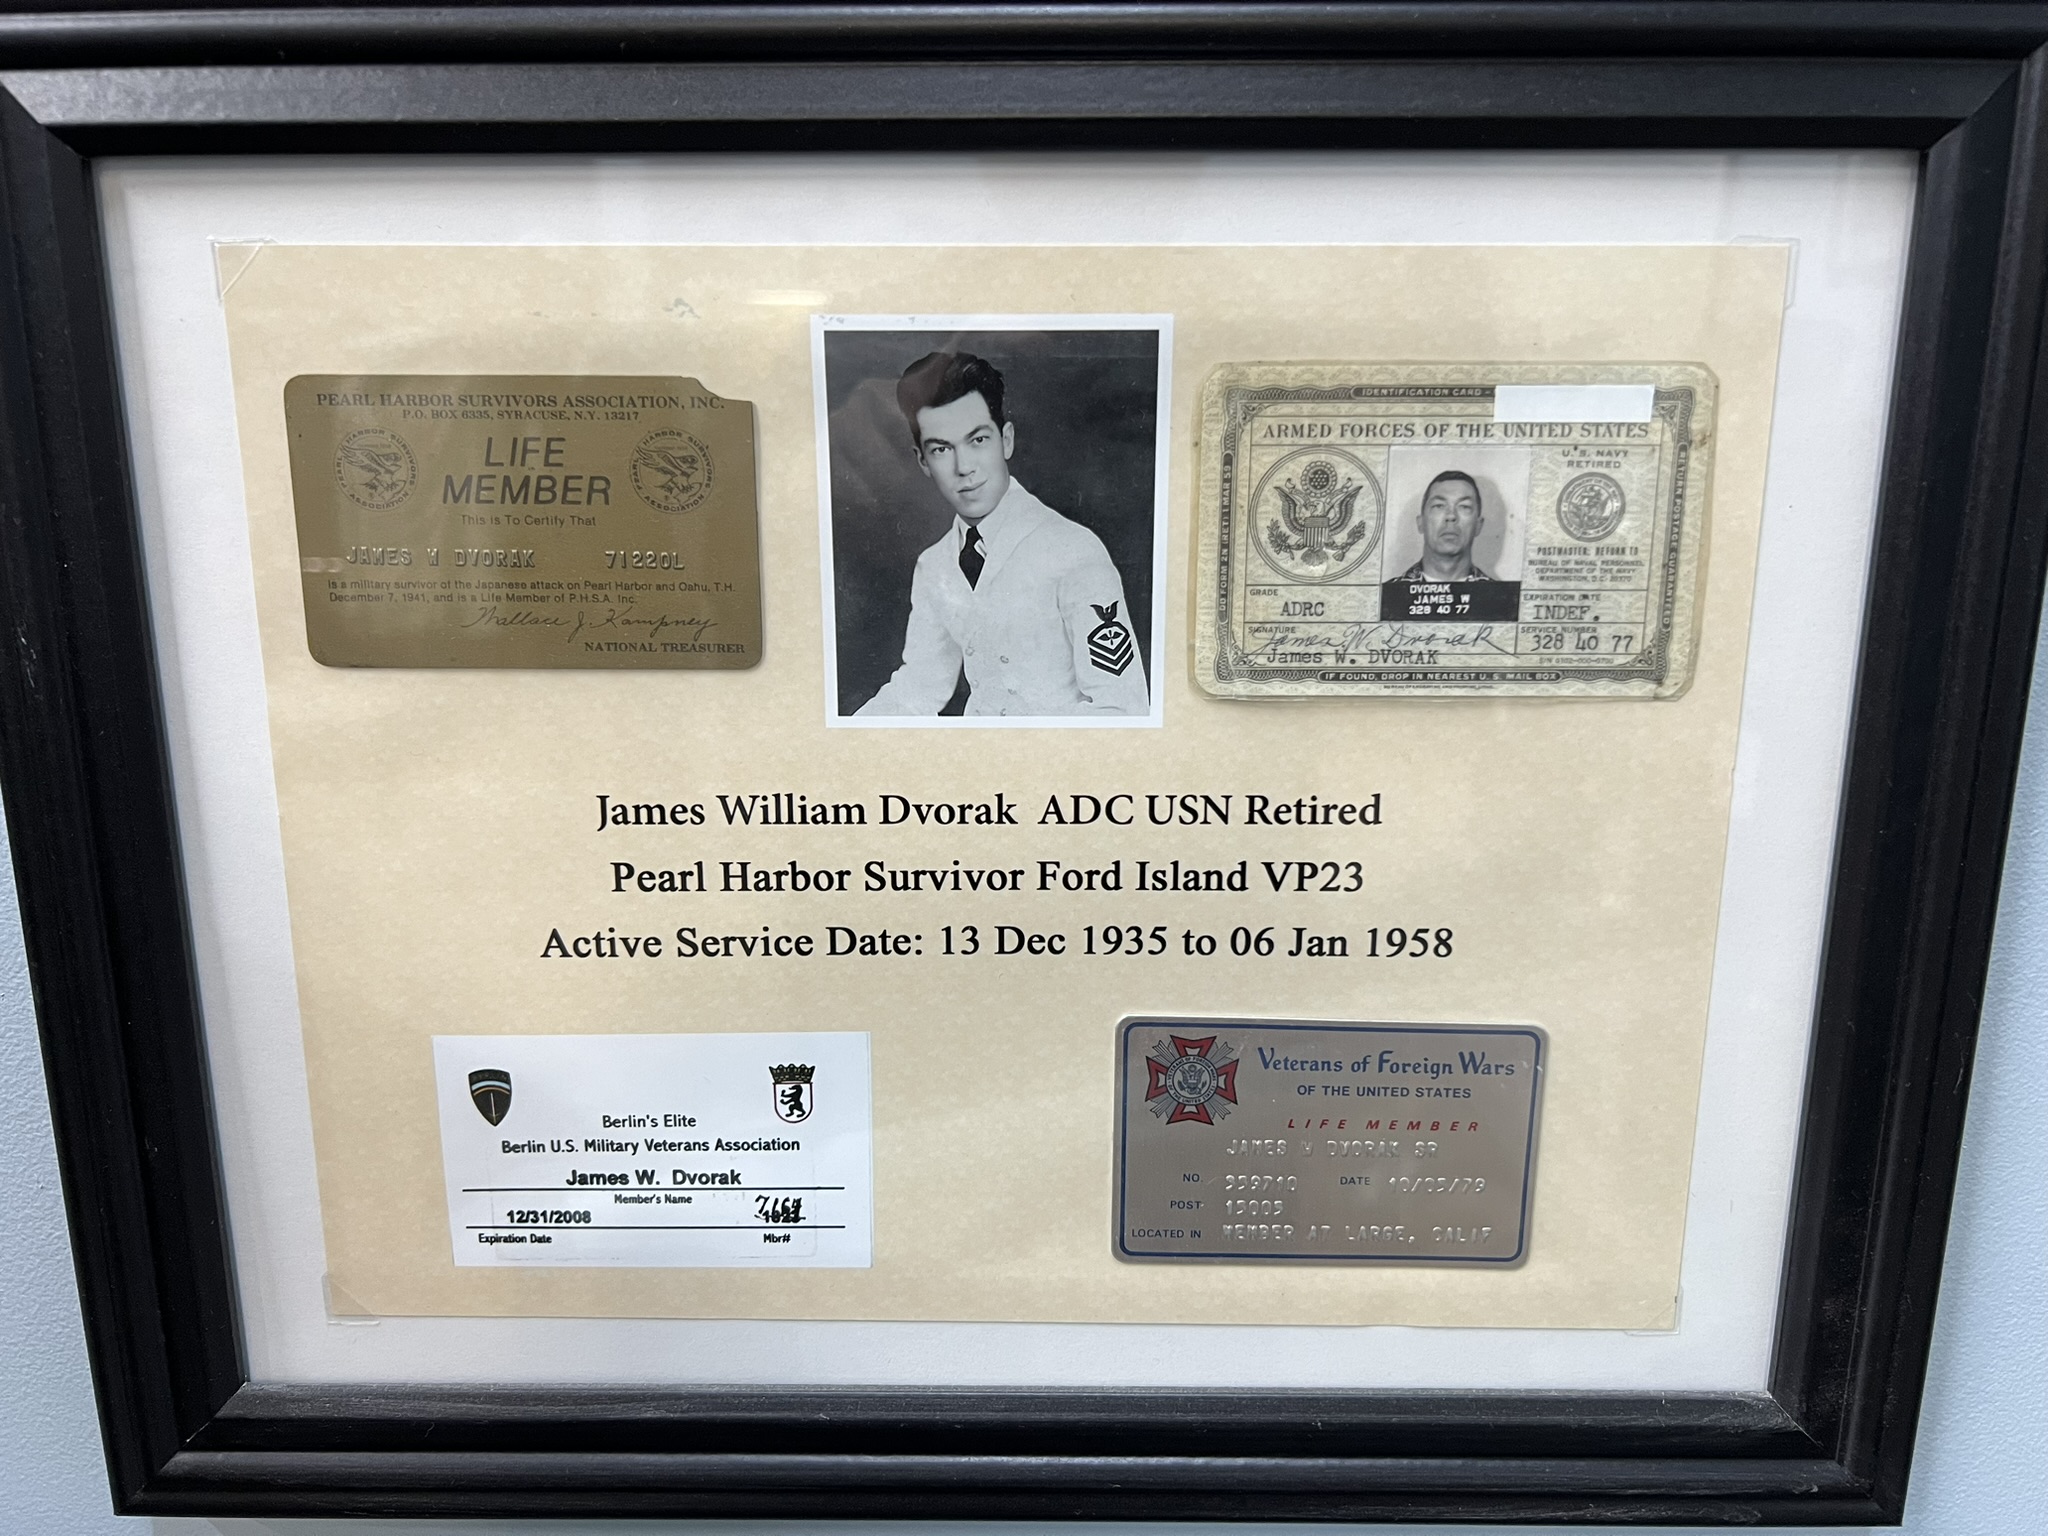 PEARL HARBOR SURVIVORS ASSOCIATION, INC.
P.O. BOX 6335, SYRACUSE, N.Y. 13217
LIFE
MEMBER
This is To Certify That
JAMES W DVORAK 71220L
is a military survivor of the Japanese attack on Pearl Harbor and Oahu, T.H.
December 7, 1941, and is a Life Member of P.H.S.A. Inc.
Wallace J. Kampney
NATIONAL TREASURER
IDENTIFICATION CARD
ARMED FORCES OF THE UNITED STATES
U.S. NAVY
RETIRED
POSTMASTER: RETURN TO
BUREAU OF NAVAL PERSONNEL
DEPARTMENT OF THE NAVY
WASHINGTON, D.C. 20370
DVORAK
JAMES W
328 40 77
GRADE
ADRC
EXPIRATION DATE
INDEF.
SIGNATURE
James W. Dvorak
James W. DVORAK
SERVICE NUMBER
328 40 77
IF FOUND, DROP IN NEAREST U.S. MAIL BOX
RETURN POSTAGE GUARANTEED
James William Dvorak ADC USN Retired
Pearl Harbor Survivor Ford Island VP23
Active Service Date: 13 Dec 1935 to 06 Jan 1958
Berlin's Elite
Berlin U.S. Military Veterans Association
James W. Dvorak
Member's Name
12/31/2008
Expiration Date
Mbr#
Veterans of Foreign Wars
OF THE UNITED STATES
LIFE MEMBER
JAMES W DVORAK SR
NO. 959710 DATE
POST 15005
LOCATED IN MEMBER AT LARGE, CALIF